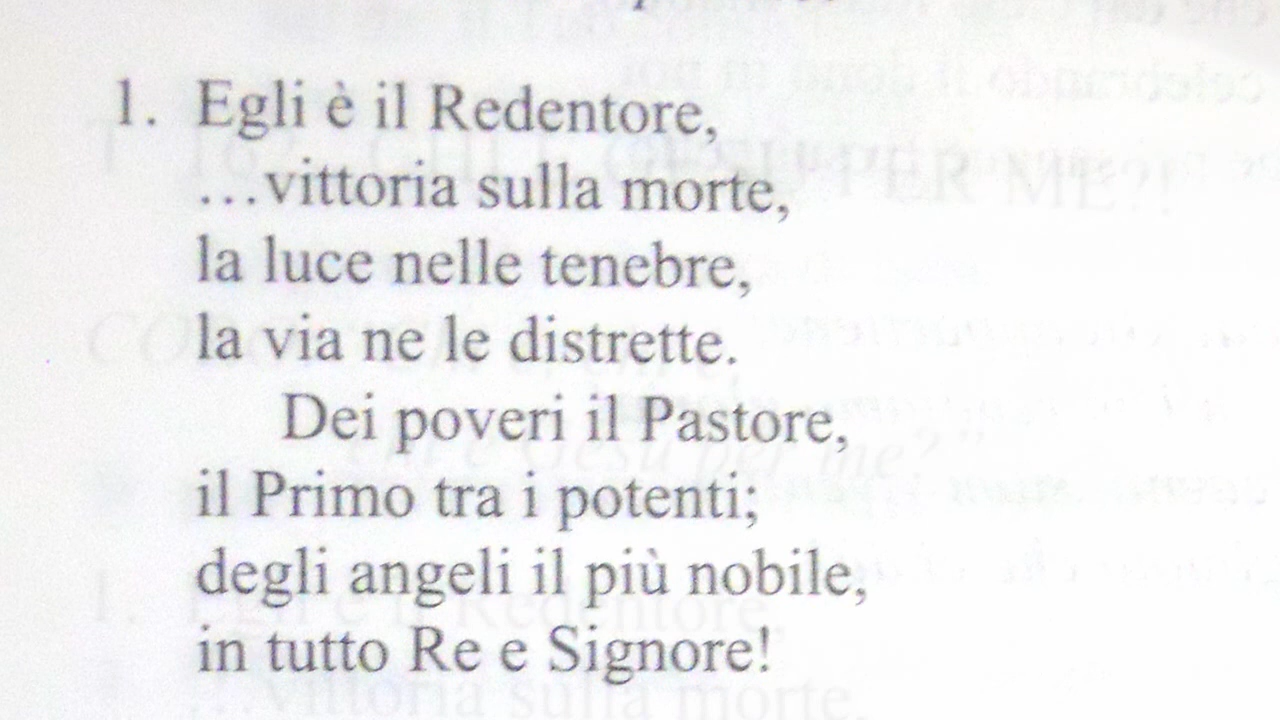 1. Egli è il Redentore,
…vittoria sulla morte,
la luce nelle tenebre,
la via ne le distrette.
Dei poveri il Pastore,
il Primo tra i potenti;
degli angeli il più nobile,
in tutto Re e Signore!